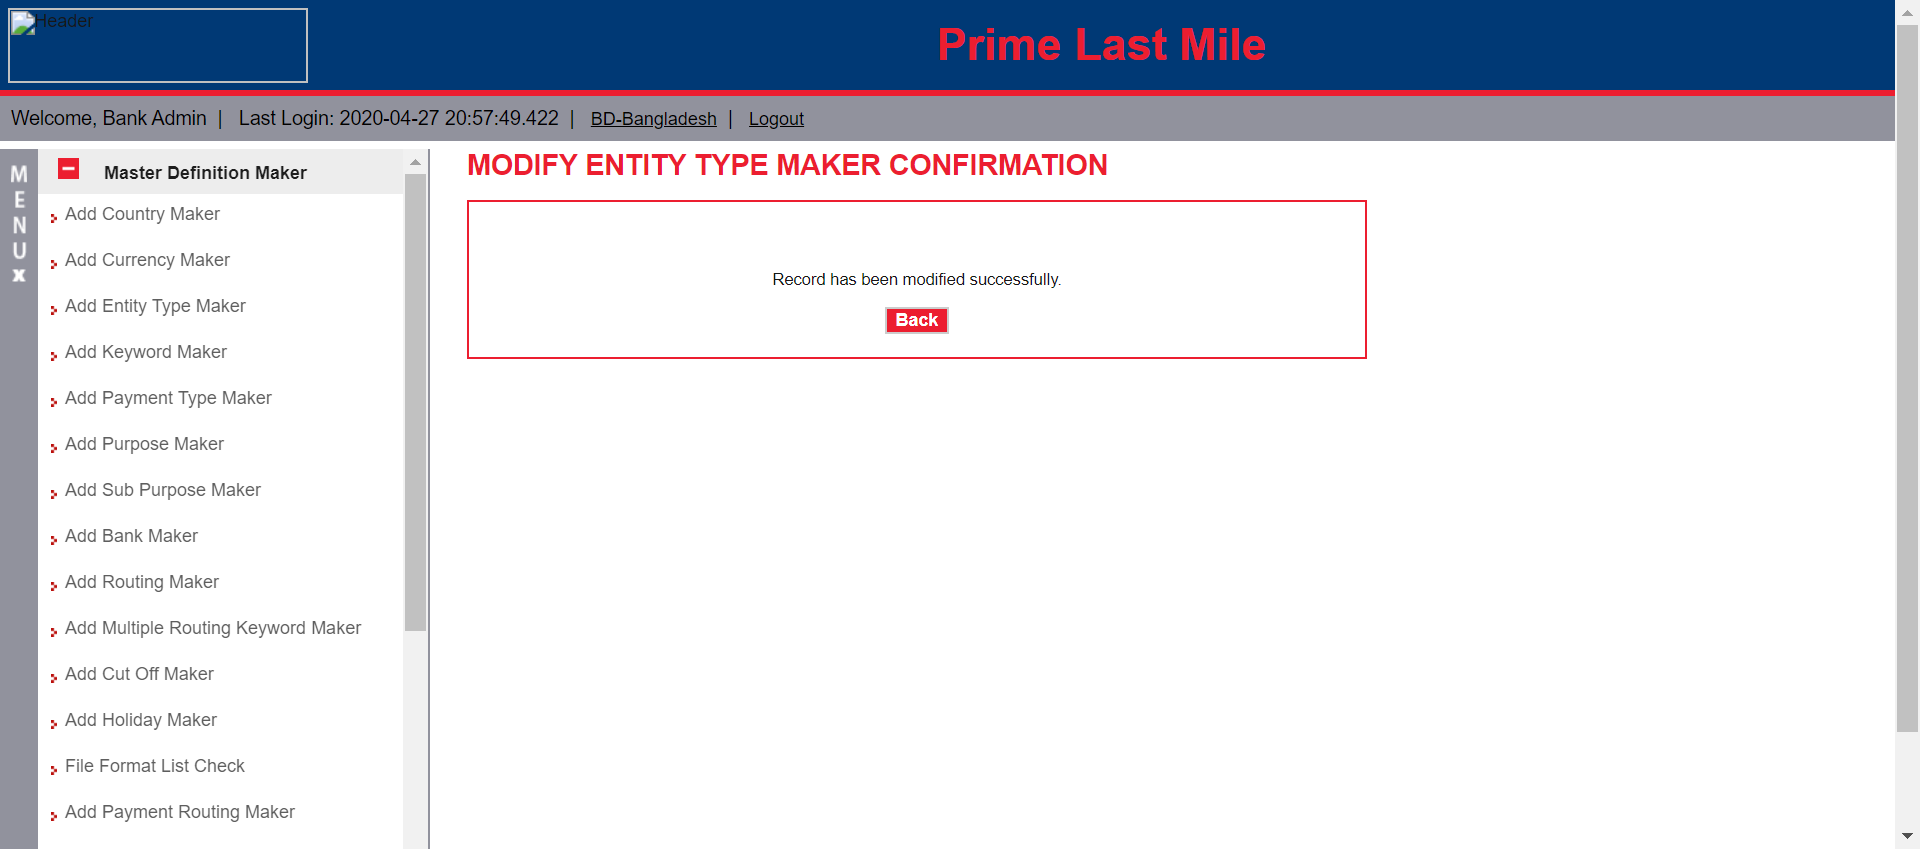 Header
Prime Last Mile
Welcome, Bank Admin | Last Login: 2020-04-27 20:57:49.422 | BD-Bangladesh | Logout
MENU
x
Master Definition Maker
Add Country Maker
Add Currency Maker
Add Entity Type Maker
Add Keyword Maker
Add Payment Type Maker
Add Purpose Maker
Add Sub Purpose Maker
Add Bank Maker
Add Routing Maker
Add Multiple Routing Keyword Maker
Add Cut Off Maker
Add Holiday Maker
File Format List Check
Add Payment Routing Maker
MODIFY ENTITY TYPE MAKER CONFIRMATION
Record has been modified successfully.
Back